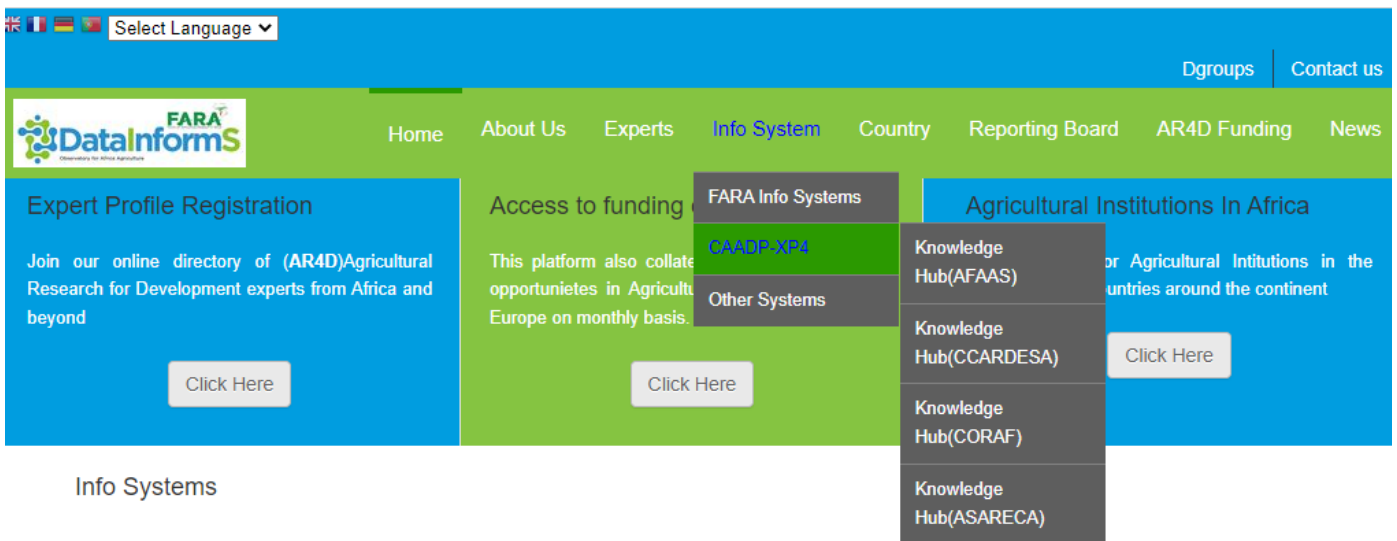 Select Language
Dgroups
Contact us
FARA
DataInformS
Home
About Us
Experts
Info System
Country
Reporting Board
AR4D Funding
News
Expert Profile Registration
Join our online directory of (AR4D)Agricultural
Research for Development experts from Africa and
beyond
Click Here
Access to funding
This platform also collate
opportunietes in Agricultu
Europe on monthly basis.
Click Here
FARA Info Systems
CAADP-XP4
Other Systems
Knowledge
Hub(AFAAS)
Knowledge
Hub(CCARDESA)
Knowledge
Hub(CORAF)
Knowledge
Hub(ASARECA)
Agricultural Institutions In Africa
or Agricultural Intitutions in the
untries around the continent
Click Here
Info Systems